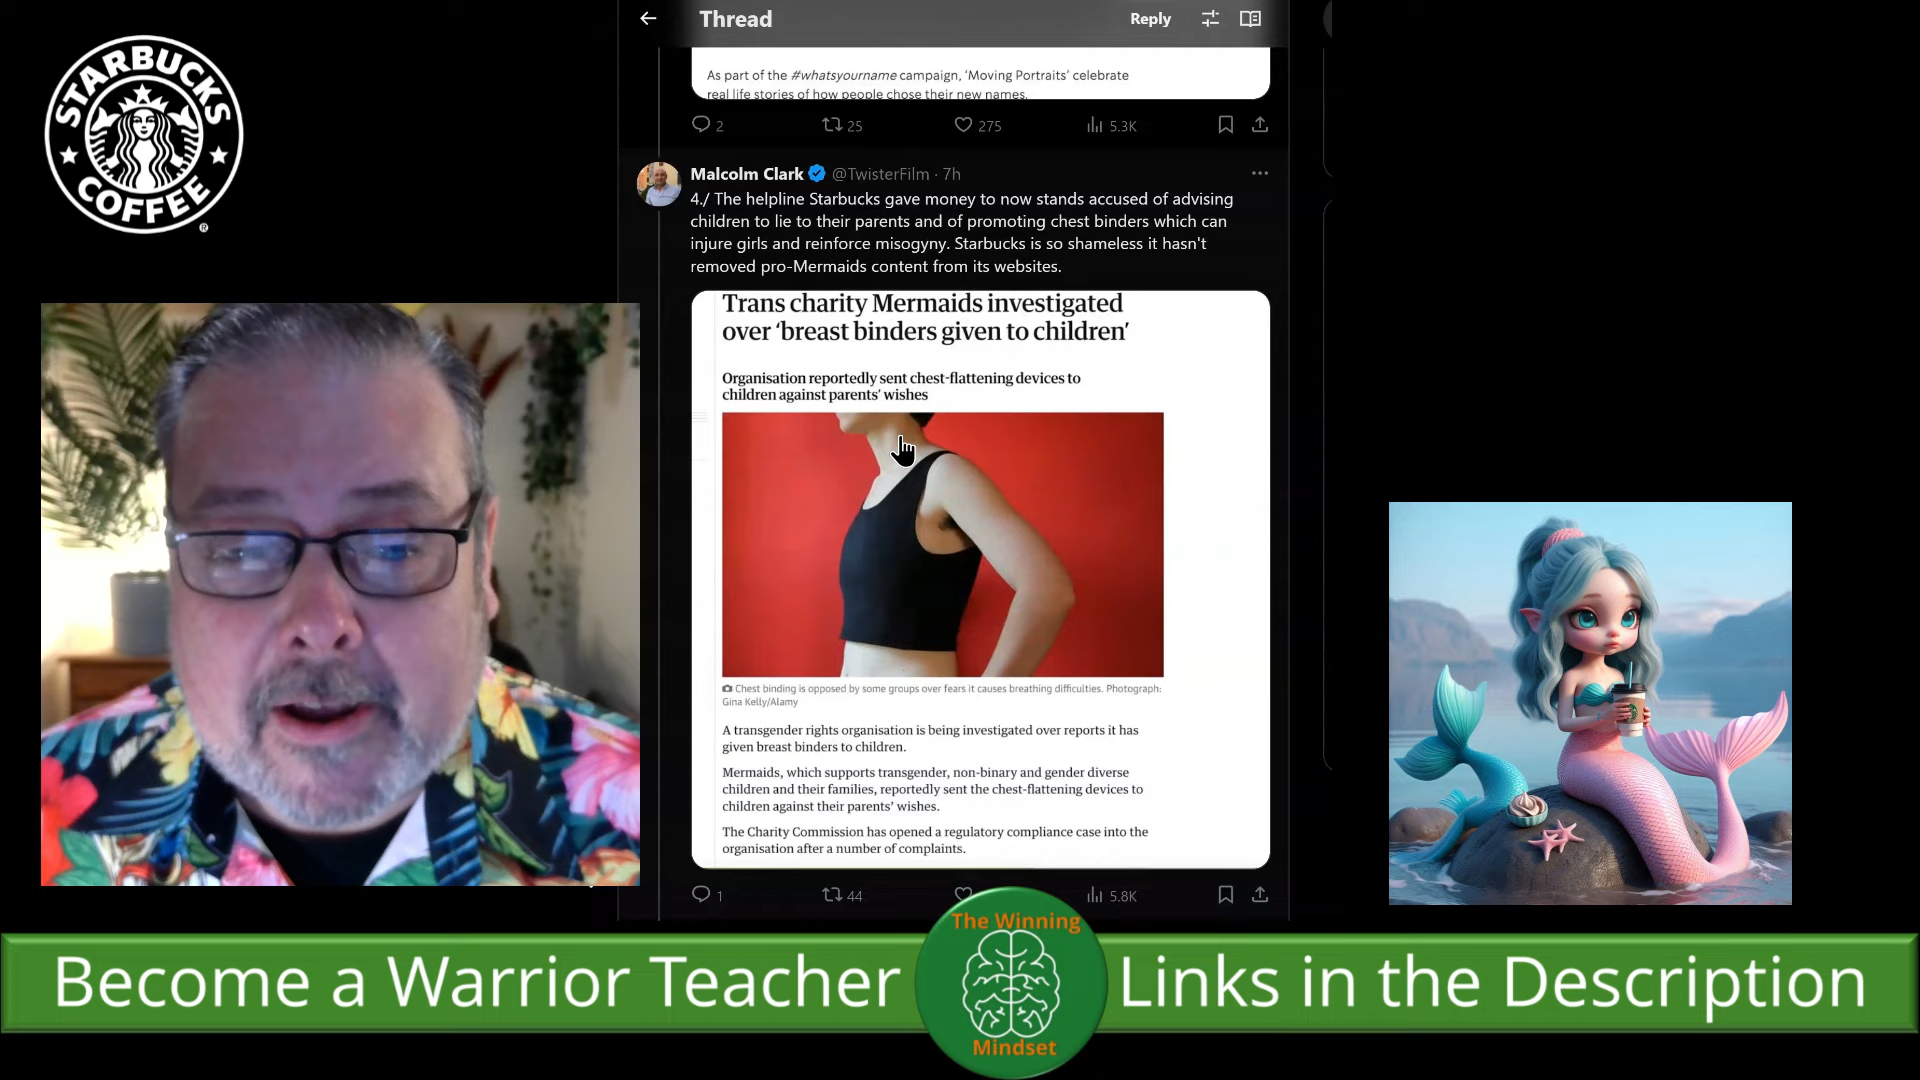 STARBUCKS
COFFEE
®
Thread
Reply
As part of the #whatsyourname campaign, ‘Moving Portraits’ celebrate
real life stories of how people chose their new names.
2
25
275
5.3K
Malcolm Clark @TwisterFilm · 7h
4./ The helpline Starbucks gave money to now stands accused of advising
children to lie to their parents and of promoting chest binders which can
injure girls and reinforce misogyny. Starbucks is so shameless it hasn't
removed pro-Mermaids content from its websites.
Trans charity Mermaids investigated
over ‘breast binders given to children’
Organisation reportedly sent chest-flattening devices to
children against parents’ wishes
Chest binding is opposed by some groups over fears it causes breathing difficulties. Photograph:
Gina Kelly/Alamy
A transgender rights organisation is being investigated over reports it has
given breast binders to children.
Mermaids, which supports transgender, non-binary and gender diverse
children and their families, reportedly sent the chest-flattening devices to
children against their parents’ wishes.
The Charity Commission has opened a regulatory compliance case into the
organisation after a number of complaints.
1
44
5.8K
Become a Warrior Teacher
The Winning
Mindset
Links in the Description